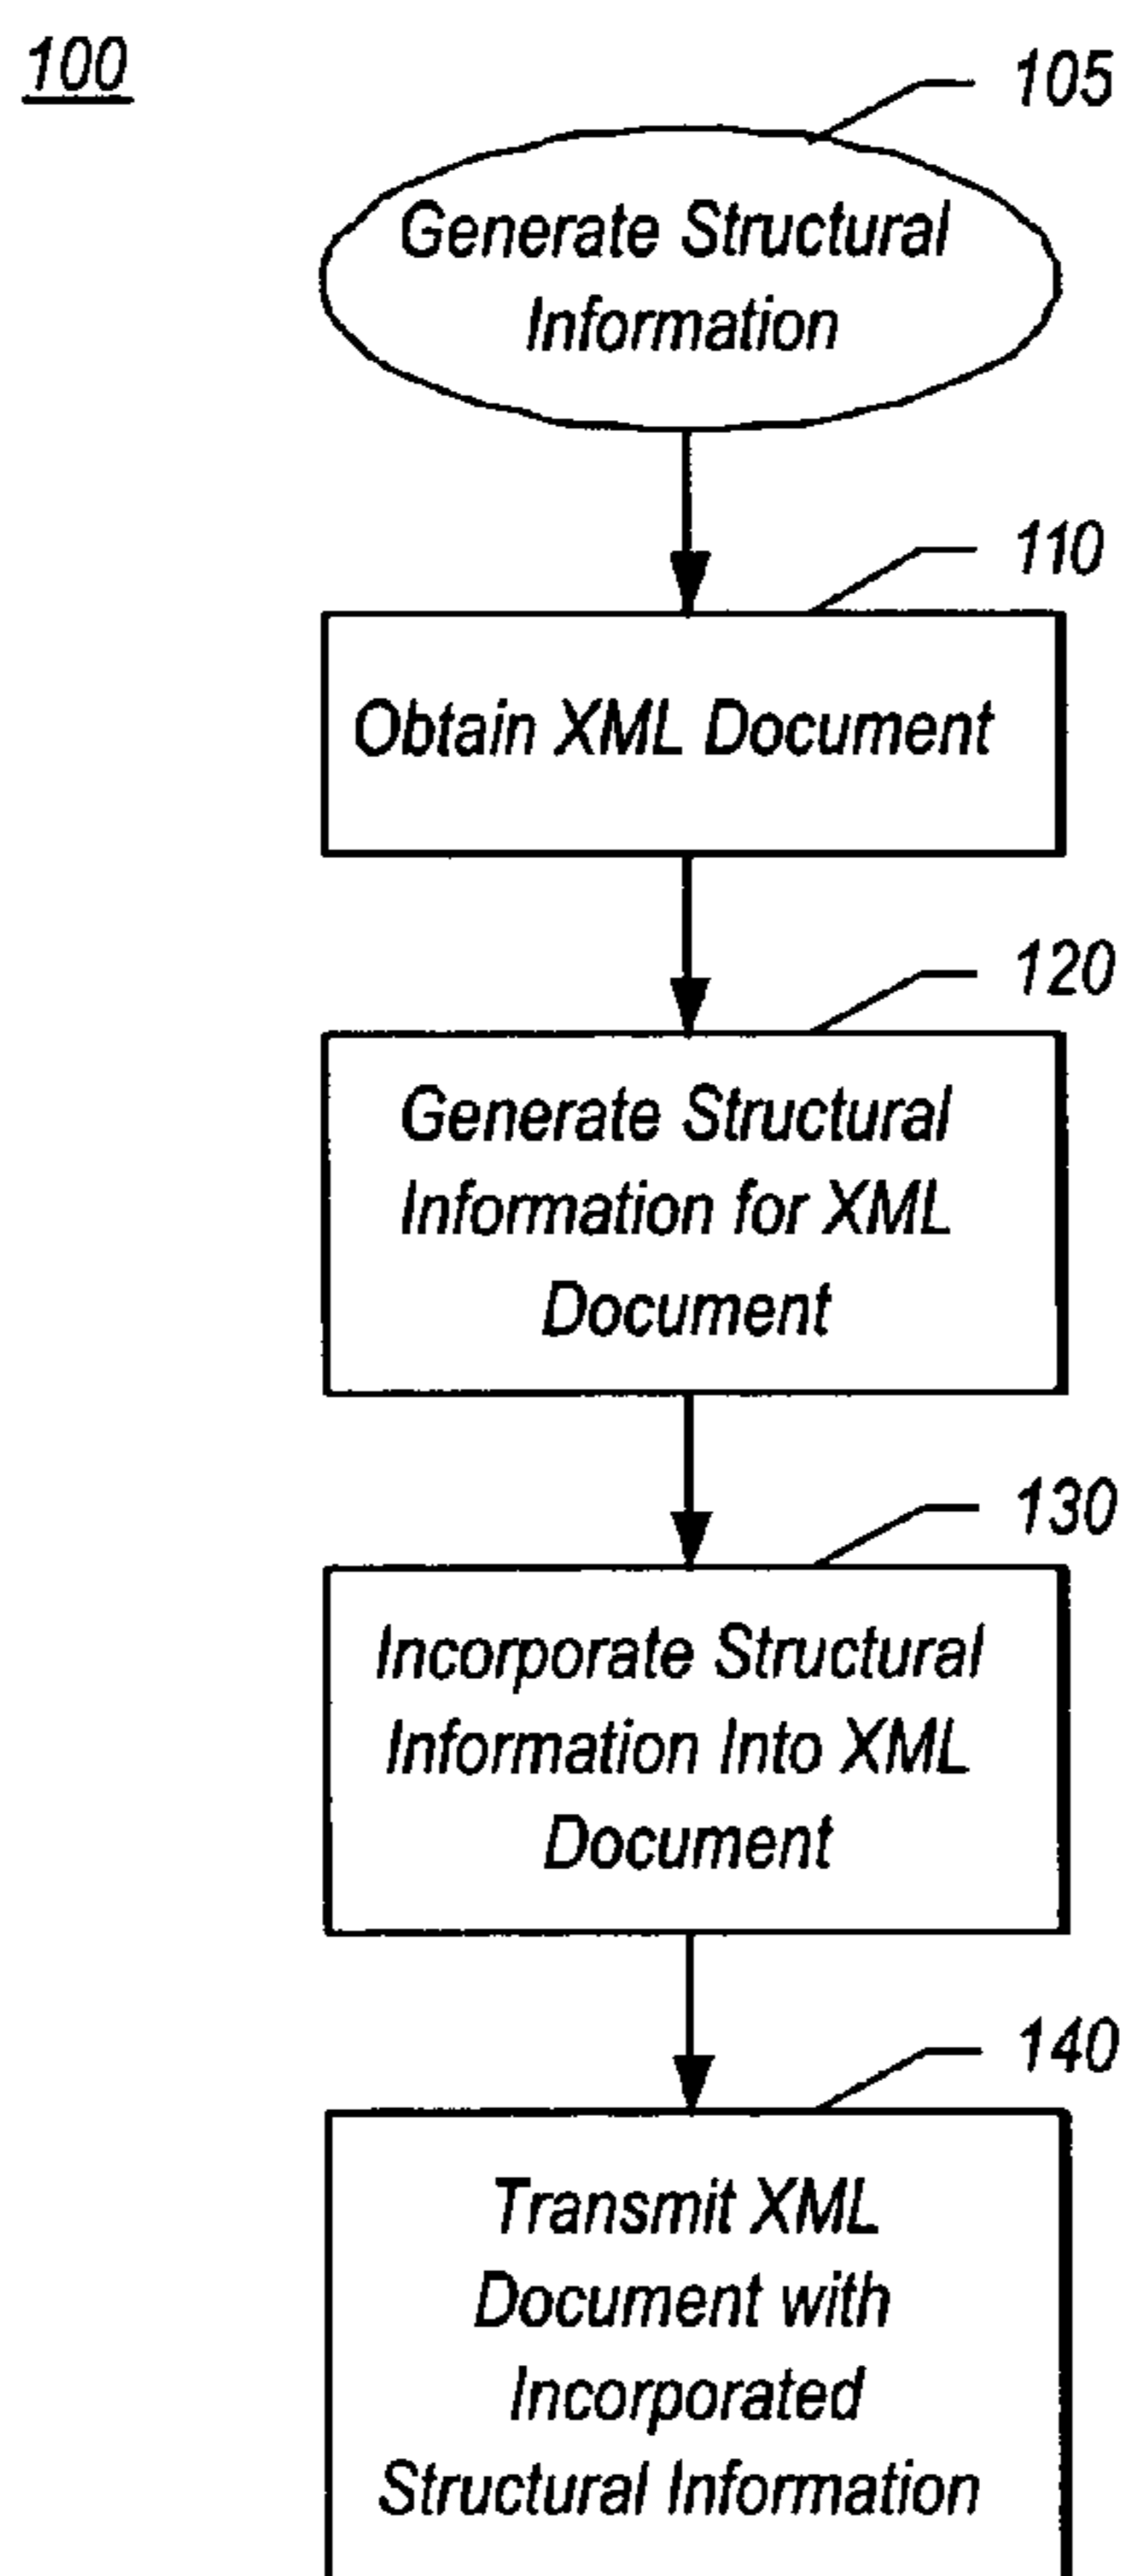 100
105
Generate Structural
Information
110
Obtain XML Document
120
Generate Structural
Information for XML
Document
130
Incorporate Structural
Information Into XML
Document
140
Transmit XML
Document with
Incorporated
Structural Information